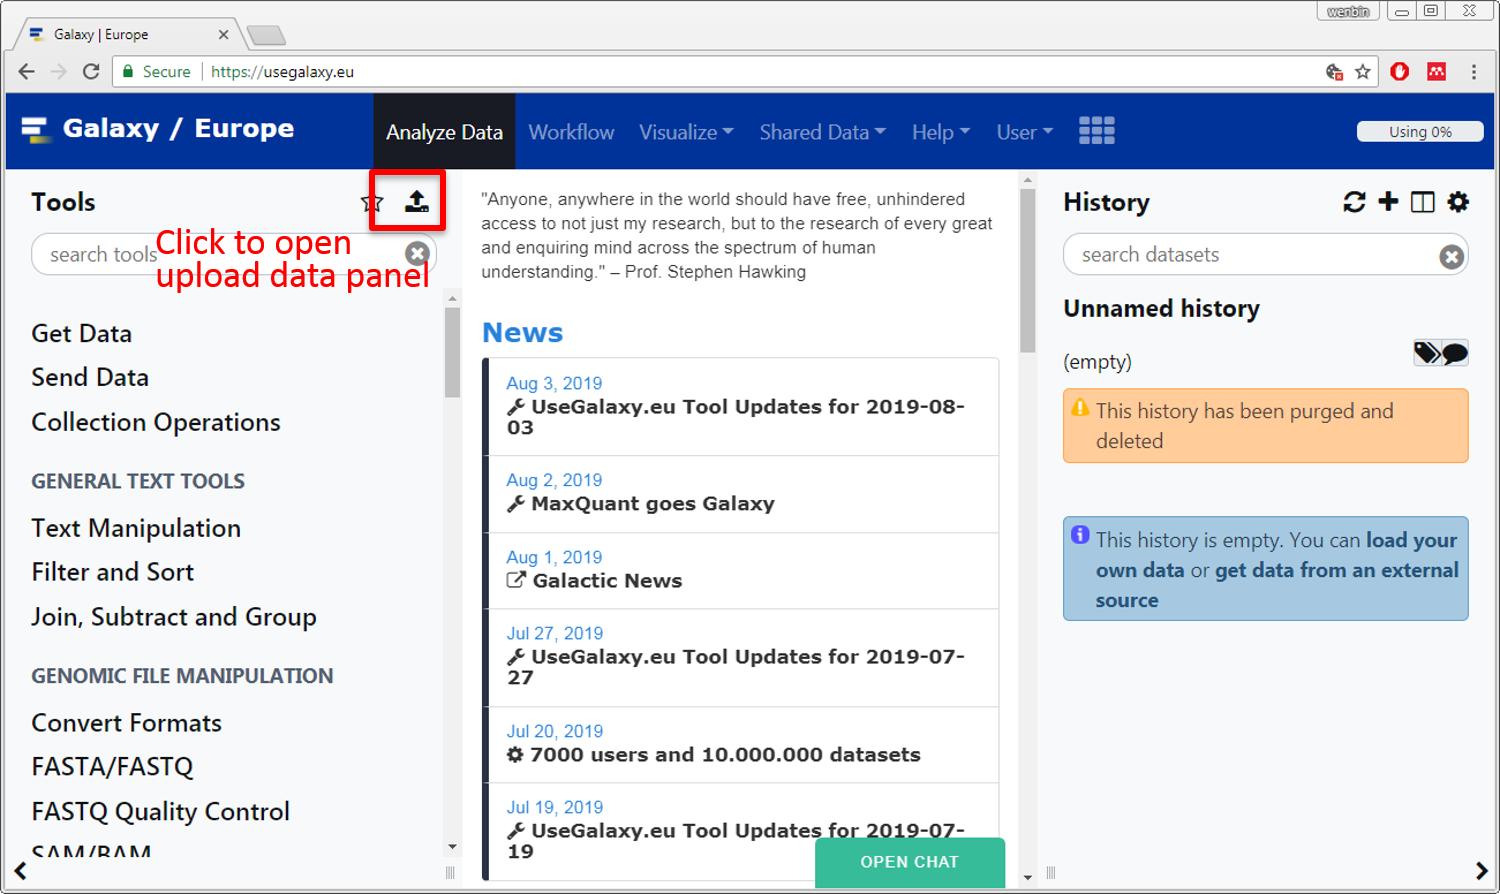 wenbin
Galaxy | Europe
Secure https://usegalaxy.eu
Galaxy / Europe
Analyze Data
Workflow
Visualize
Shared Data
Help
User
Using 0%
Tools
search tools
Click to open
upload data panel
Get Data
Send Data
Collection Operations
GENERAL TEXT TOOLS
Text Manipulation
Filter and Sort
Join, Subtract and Group
GENOMIC FILE MANIPULATION
Convert Formats
FASTA/FASTQ
FASTQ Quality Control
SAM/BAM
"Anyone, anywhere in the world should have free, unhindered
access to not just my research, but to the research of every great
and enquiring mind across the spectrum of human
understanding." – Prof. Stephen Hawking
News
Aug 3, 2019
UseGalaxy.eu Tool Updates for 2019-08-
03
Aug 2, 2019
MaxQuant goes Galaxy
Aug 1, 2019
Galactic News
Jul 27, 2019
UseGalaxy.eu Tool Updates for 2019-07-
27
Jul 20, 2019
7000 users and 10.000.000 datasets
Jul 19, 2019
UseGalaxy.eu Tool Updates for 2019-07-
19
OPEN CHAT
History
search datasets
Unnamed history
(empty)
This history has been purged and
deleted
This history is empty. You can load your
own data or get data from an external
source